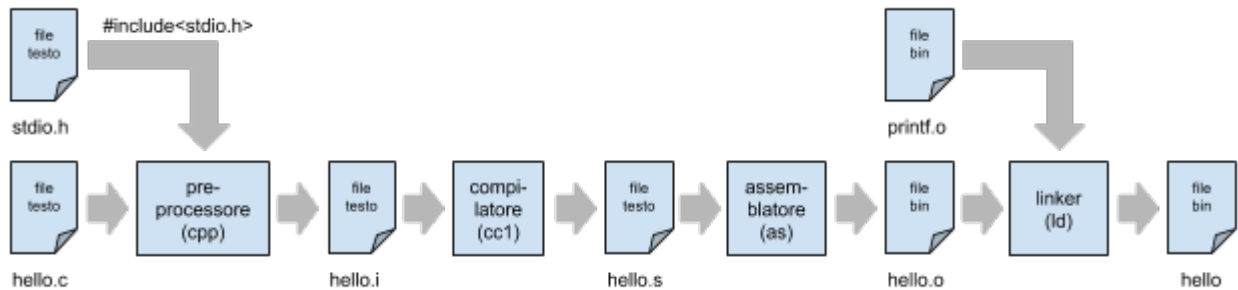 file
testo
#include<stdio.h>
stdio.h
file
bin
printf.o
file
testo
hello.c
pre-
processore
(cpp)
file
testo
hello.i
compi-
latore
(cc1)
file
testo
hello.s
assem-
blatore
(as)
file
bin
hello.o
linker
(ld)
file
bin
hello